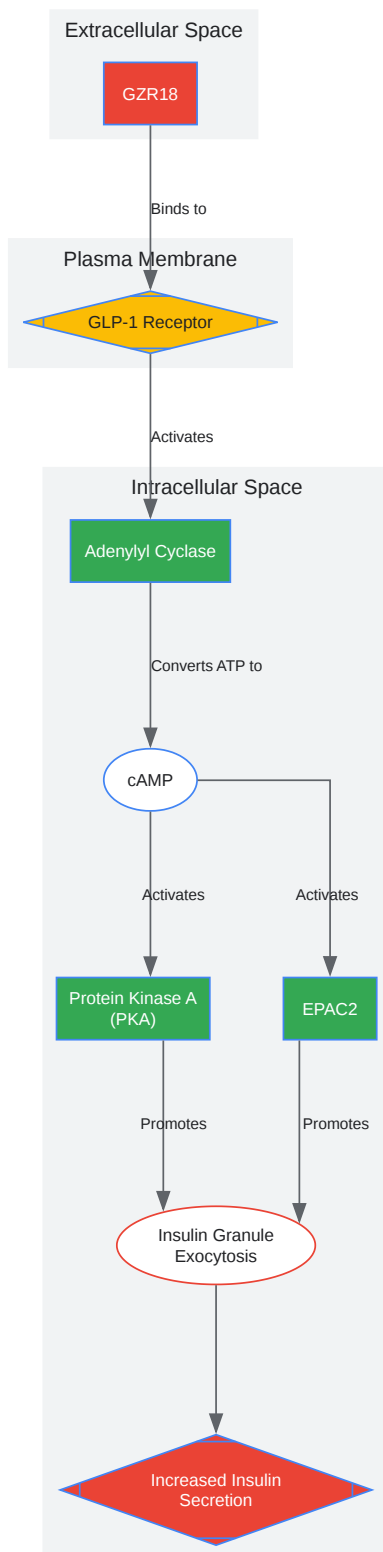 Extracellular Space
GZR18
Binds to
Plasma Membrane
GLP-1 Receptor
Activates
Intracellular Space
Adenylyl Cyclase
Converts ATP to
cAMP
Activates
Activates
Protein Kinase A
(PKA)
EPAC2
Promotes
Promotes
Insulin Granule
Exocytosis
Increased Insulin
Secretion